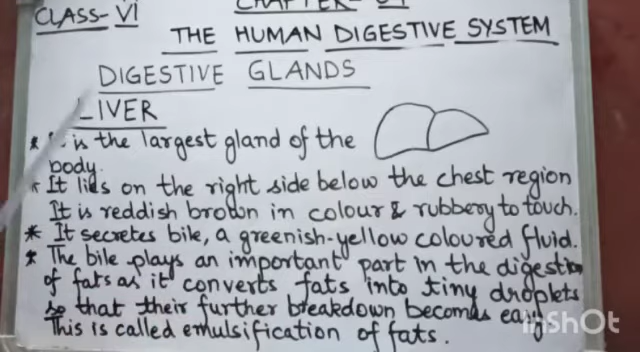 CLASS-VI
THE HUMAN DIGESTIVE SYSTEM
DIGESTIVE GLANDS
LIVER
* It is the largest gland of the
body.
* It lies on the right side below the chest region
It is reddish brown in colour & rubbery to touch.
* It secretes bile, a greenish-yellow coloured fluid.
* The bile plays an important part in the digestion
of fats as it converts fats into tiny droplets
so that their further breakdown becomes easy
This is called emulsification of fats.
InShOt